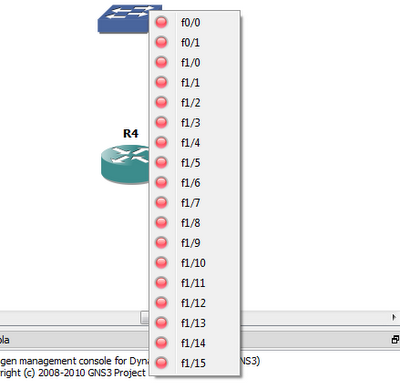 f0/0
f0/1
f1/0
f1/1
f1/2
f1/3
R4
f1/4
f1/5
f1/6
f1/7
f1/8
f1/9
f1/10
f1/11
f1/12
f1/13
ola
f1/14
gen management console for Dyna GNS3)
right (c) 2008-2010 GNS3 Project
f1/15